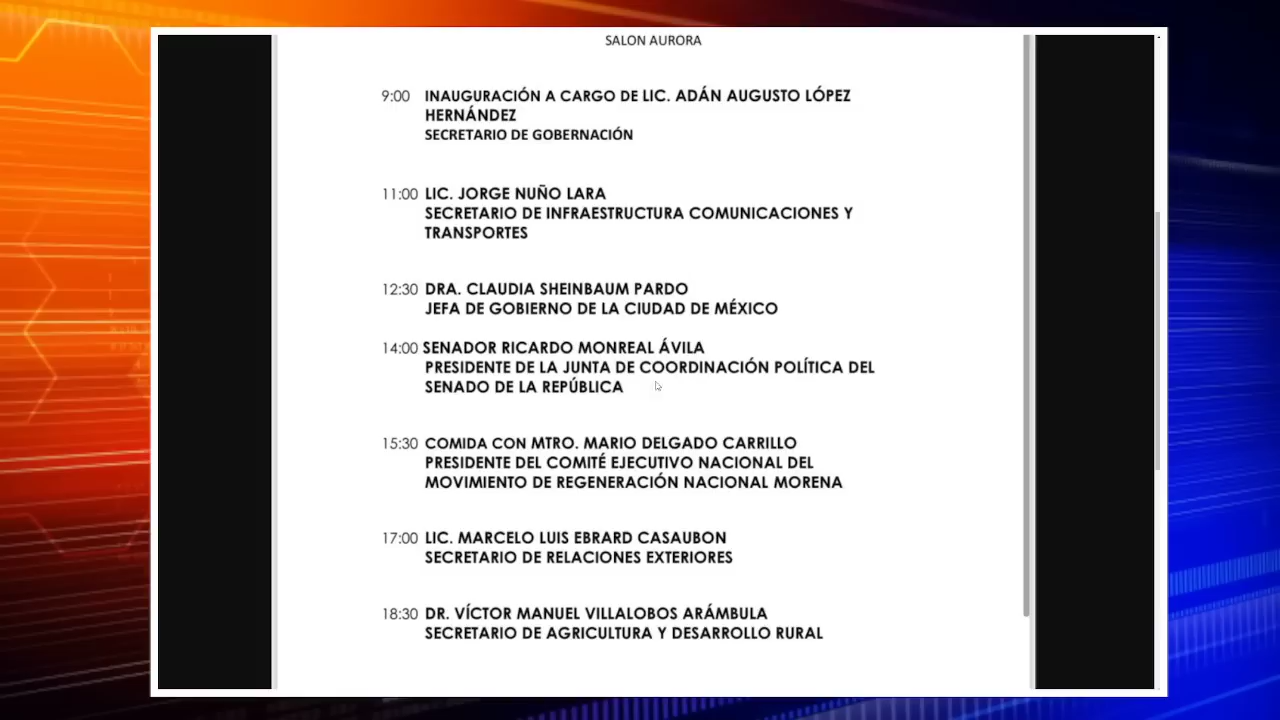 SALON AURORA
9:00 INAUGURACIÓN A CARGO DE LIC. ADÁN AUGUSTO LÓPEZ
HERNÁNDEZ
SECRETARIO DE GOBERNACIÓN
11:00 LIC. JORGE NUÑO LARA
SECRETARIO DE INFRAESTRUCTURA COMUNICACIONES Y
TRANSPORTES
12:30 DRA. CLAUDIA SHEINBAUM PARDO
JEFA DE GOBIERNO DE LA CIUDAD DE MÉXICO
14:00 SENADOR RICARDO MONREAL ÁVILA
PRESIDENTE DE LA JUNTA DE COORDINACIÓN POLÍTICA DEL
SENADO DE LA REPÚBLICA
15:30 COMIDA CON MTRO. MARIO DELGADO CARRILLO
PRESIDENTE DEL COMITÉ EJECUTIVO NACIONAL DEL
MOVIMIENTO DE REGENERACIÓN NACIONAL MORENA
17:00 LIC. MARCELO LUIS EBRARD CASAUBON
SECRETARIO DE RELACIONES EXTERIORES
18:30 DR. VÍCTOR MANUEL VILLALOBOS ARÁMBULA
SECRETARIO DE AGRICULTURA Y DESARROLLO RURAL